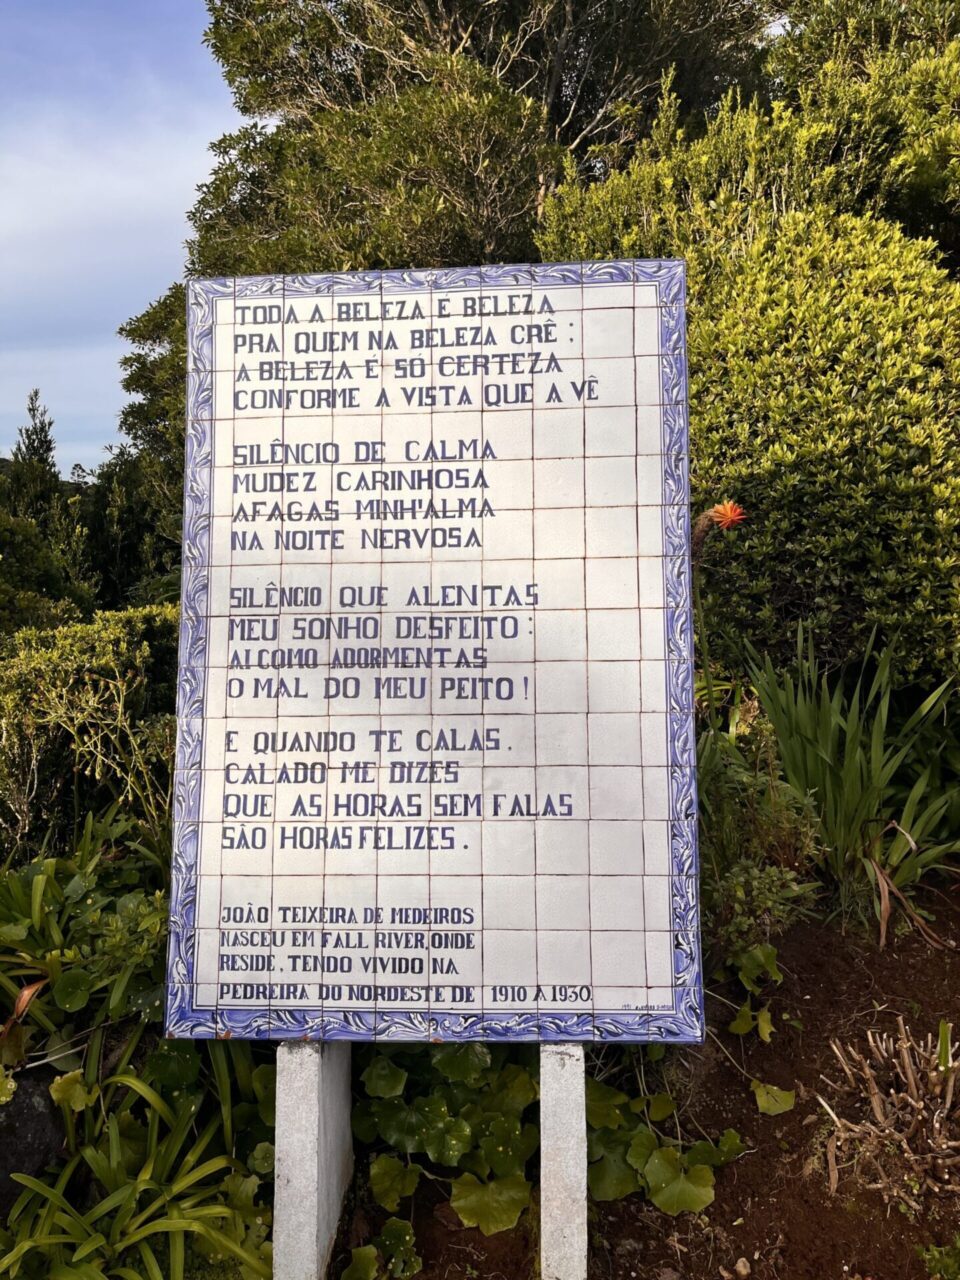 TODA A BELEZA É BELEZA
PRA QUEM NA BELEZA CRÊ :
A BELEZA É SÓ CERTEZA
CONFORME A VISTA QUE A VÊ
SILÊNCIO DE CALMA
MUDEZ CARINHOSA
AFAGAS MINH'ALMA
NA NOITE NERVOSA
SILÊNCIO QUE ALENTAS
MEU SONHO DESFEITO :
AI COMO ADORMENTAS
O MAL DO MEU PEITO !
E QUANDO TE CALAS .
CALADO ME DIZES
QUE AS HORAS SEM FALAS
SÃO HORAS FELIZES .
JOÃO TEIXEIRA DE MEDEIROS
NASCEU EM FALL RIVER, ONDE
RESIDE , TENDO VIVIDO NA
PEDREIRA DO NORDESTE DE 1910 A 1930.